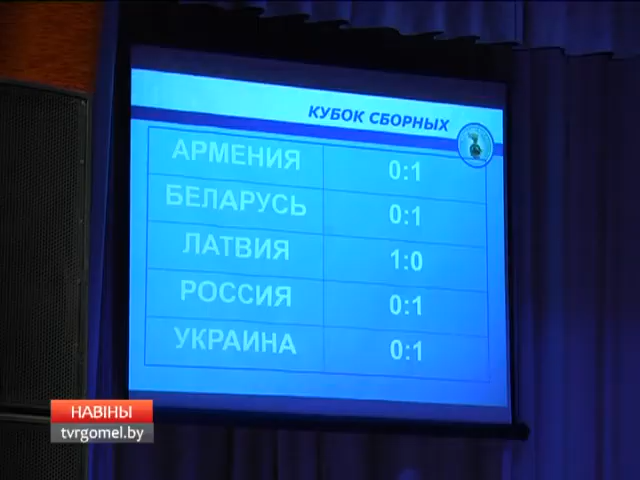 КУБОК СБОРНЫХ
АРМЕНИЯ 0:1
БЕЛАРУСЬ 0:1
ЛАТВИЯ 1:0
РОССИЯ 0:1
УКРАИНА 0:1
НАВІНЫ
tvrgomel.by